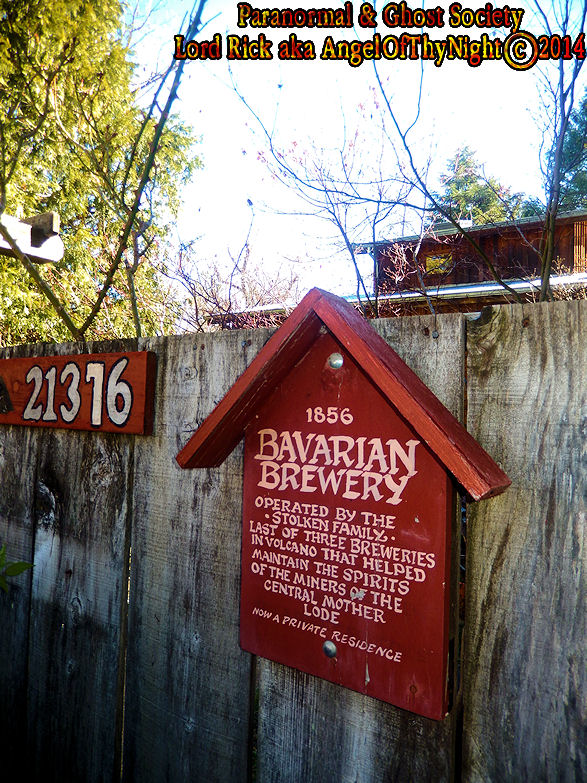 Paranormal & Ghost Society
Lord Rick aka AngelOfThyNight©2014
21376
1856
BAVARIAN
BREWERY
OPERATED BY THE
·STOLKEN FAMILY·
LAST OF THREE BREWERIES
IN VOLCANO THAT HELPED
MAINTAIN THE SPIRITS
OF THE MINERS OF THE
CENTRAL MOTHER
LODE
NOW A PRIVATE RESIDENCE